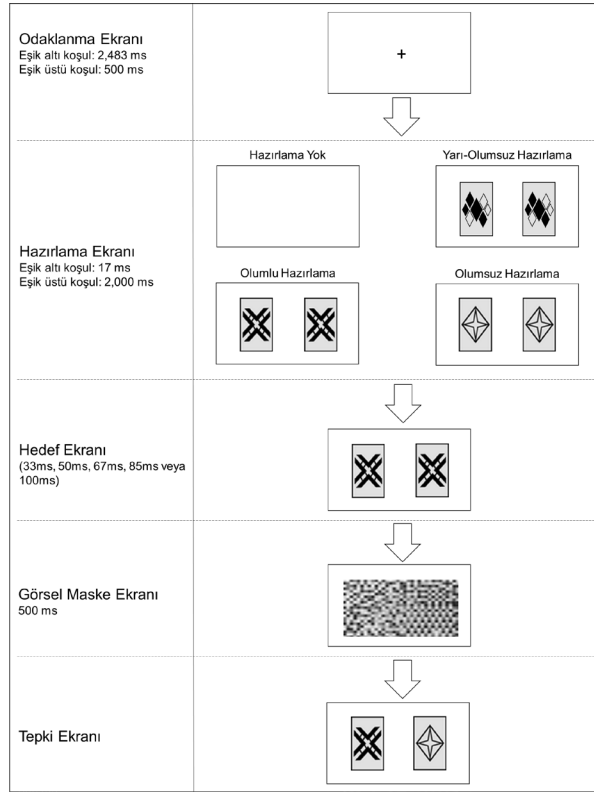 Odaklanma Ekranı
Eşik altı koşul: 2,483 ms
Eşik üstü koşul: 500 ms
+
Hazırlama Yok
Yarı-Olumsuz Hazırlama
Hazırlama Ekranı
Eşik altı koşul: 17 ms
Eşik üstü koşul: 2,000 ms
Olumlu Hazırlama
Olumsuz Hazırlama
Hedef Ekranı
(33ms, 50ms, 67ms, 85ms veya
100ms)
Görsel Maske Ekranı
500 ms
Tepki Ekranı